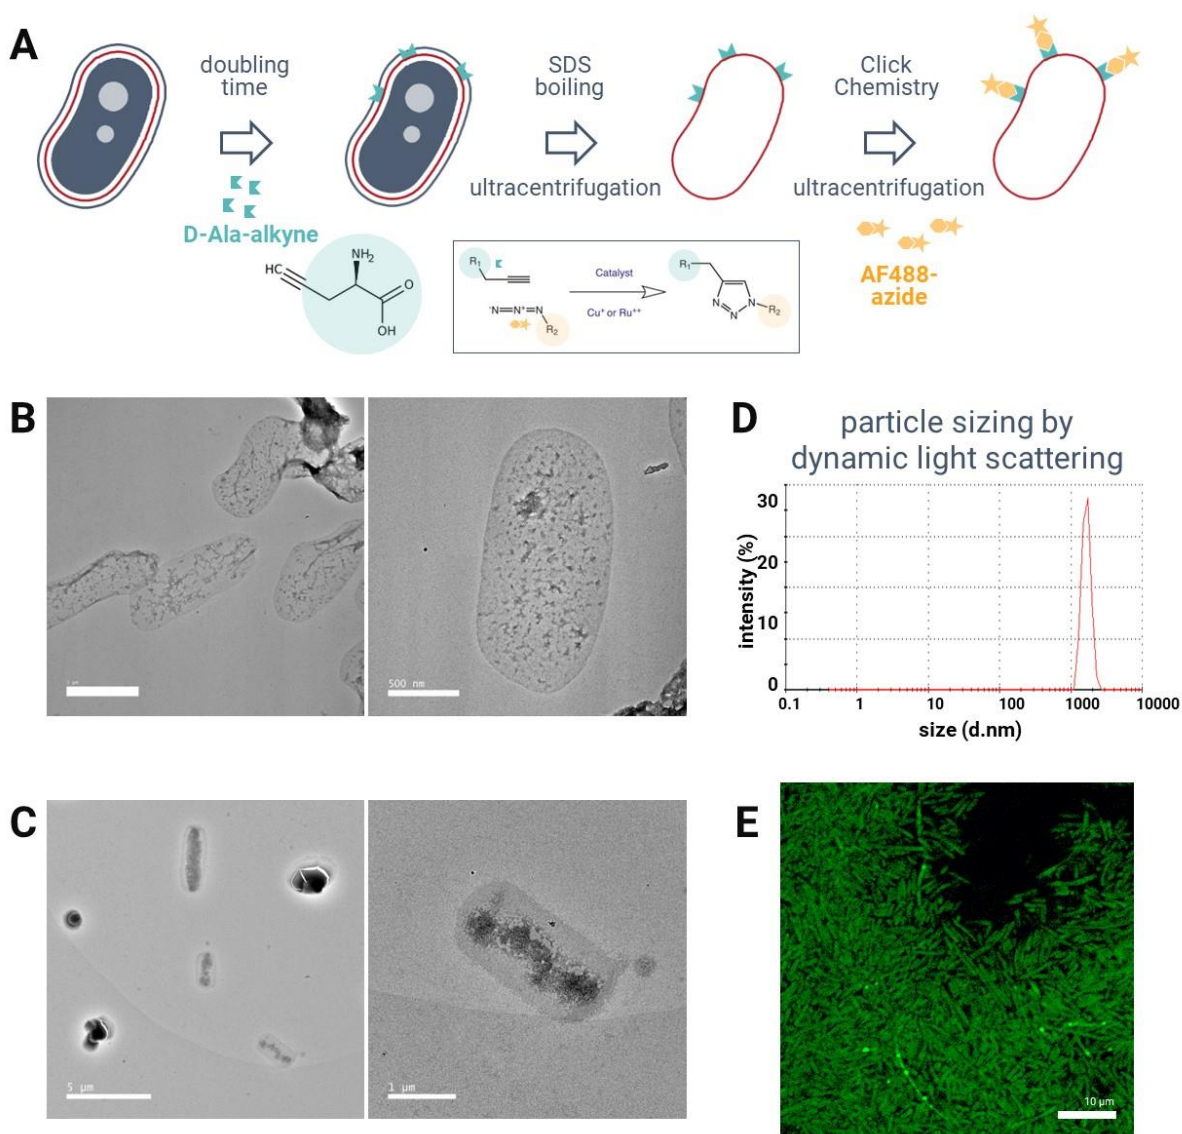 A
doubling
time
D-Ala-alkyne
SDS
boiling
ultracentrifugation
Click
Chemistry
ultracentrifugation
AF488-
azide
HC
NH2
O
OH
R1
Catalyst
-N=N+=N
R2
Cu+ or Ru++
R1
N
N
N
R2
B
500 nm
C
5 µm
1 µm
D
particle sizing by
dynamic light scattering
intensity (%)
30
20
10
0
0.1 1 10 100 1000 10000
size (d.nm)
E
10 µm